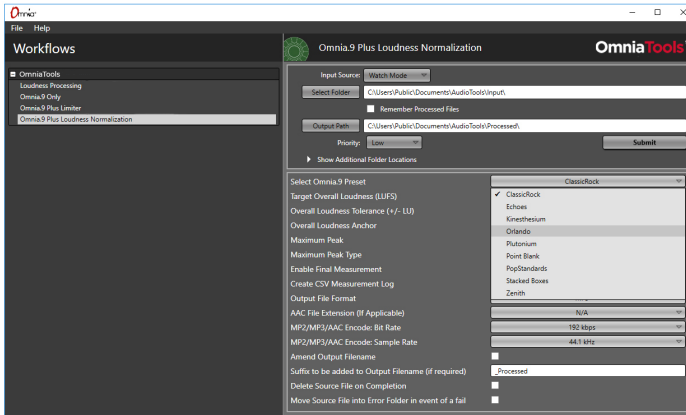 Omnia
File Help
Workflows
OmniaTools
Loudness Processing
Omnia.9 Only
Omnia.9 Plus Limiter
Omnia.9 Plus Loudness Normalization
Omnia.9 Plus Loudness Normalization
OmniaTools
Input Source: Watch Mode
Select Folder C:\Users\Public\Documents\AudioTools\Input\
Remember Processed Files
Output Path C:\Users\Public\Documents\AudioTools\Processed\
Priority: Low Submit
Show Additional Folder Locations
Select Omnia.9 Preset ClassicRock
Target Overall Loudness (LUFS) ✓ ClassicRock
Echoes
Overall Loudness Tolerance (+/- LU) Kinesthesium
Overall Loudness Anchor Orlando
Maximum Peak Plutonium
Maximum Peak Type Point Blank
Enable Final Measurement PopStandards
Create CSV Measurement Log Stacked Boxes
Output File Format Zenith
AAC File Extension (If Applicable) N/A
MP2/MP3/AAC Encode: Bit Rate 192 kbps
MP2/MP3/AAC Encode: Sample Rate 44.1 kHz
Amend Output Filename
Suffix to be added to Output Filename (if required) _Processed
Delete Source File on Completion
Move Source File into Error Folder in event of a fail